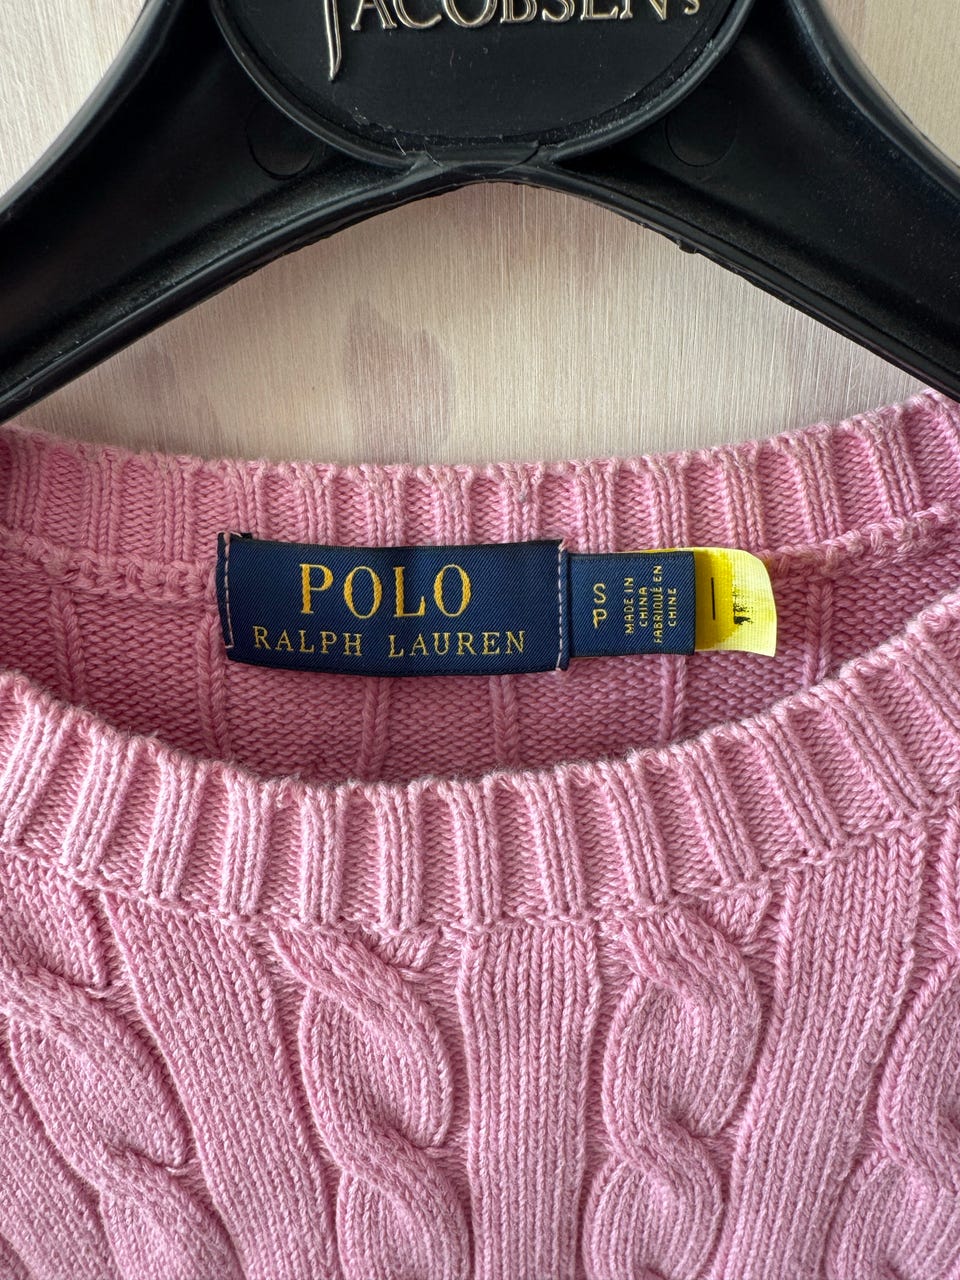 JACOBSEN'S
POLO
RALPH LAUREN
S
P
MADE IN
CHINA
FABRIQUÉ EN
CHINE